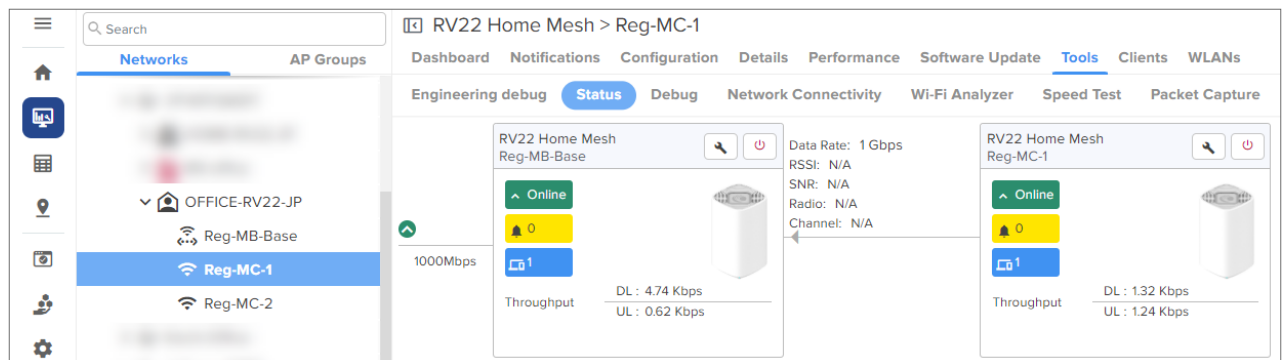 Search
Networks AP Groups
OFFICE-RV22-JP
Reg-MB-Base
Reg-MC-1
Reg-MC-2
RV22 Home Mesh > Reg-MC-1
Dashboard Notifications Configuration Details Performance Software Update Tools Clients WLANs
Engineering debug Status Debug Network Connectivity Wi-Fi Analyzer Speed Test Packet Capture
1000Mbps
RV22 Home Mesh
Reg-MB-Base
Online
0
1
Throughput
DL : 4.74 Kbps
UL : 0.62 Kbps
Data Rate: 1 Gbps
RSSI: N/A
SNR: N/A
Radio: N/A
Channel: N/A
RV22 Home Mesh
Reg-MC-1
Online
0
1
Throughput
DL : 1.32 Kbps
UL : 1.24 Kbps